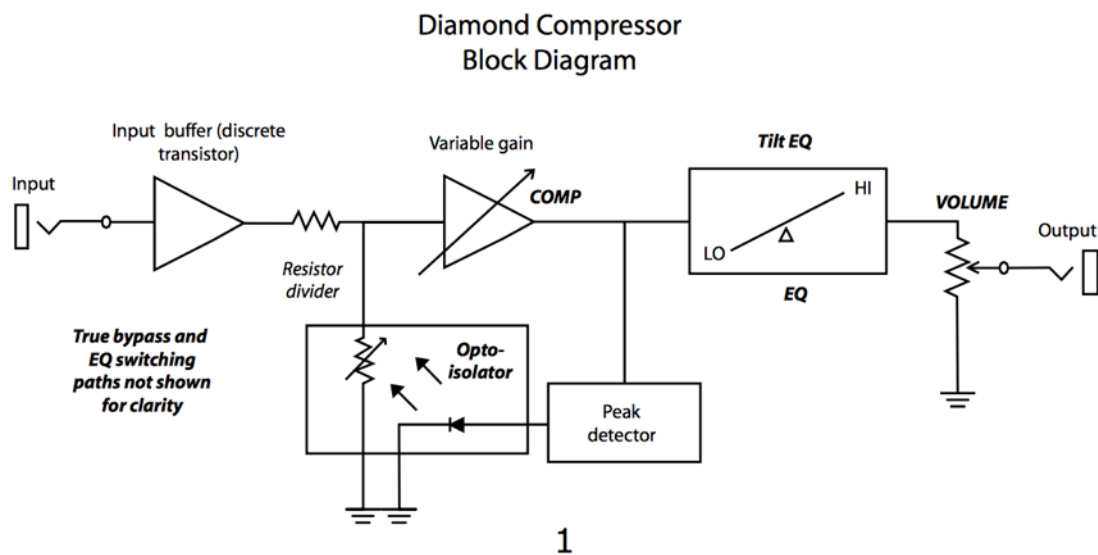 Diamond Compressor
Block Diagram
Input buffer (discrete
transistor)
Input
Variable gain
COMP
Tilt EQ
HI
LO
EQ
VOLUME
Output
Resistor
divider
True bypass and
EQ switching
paths not shown
for clarity
Opto-
isolator
Peak
detector
1